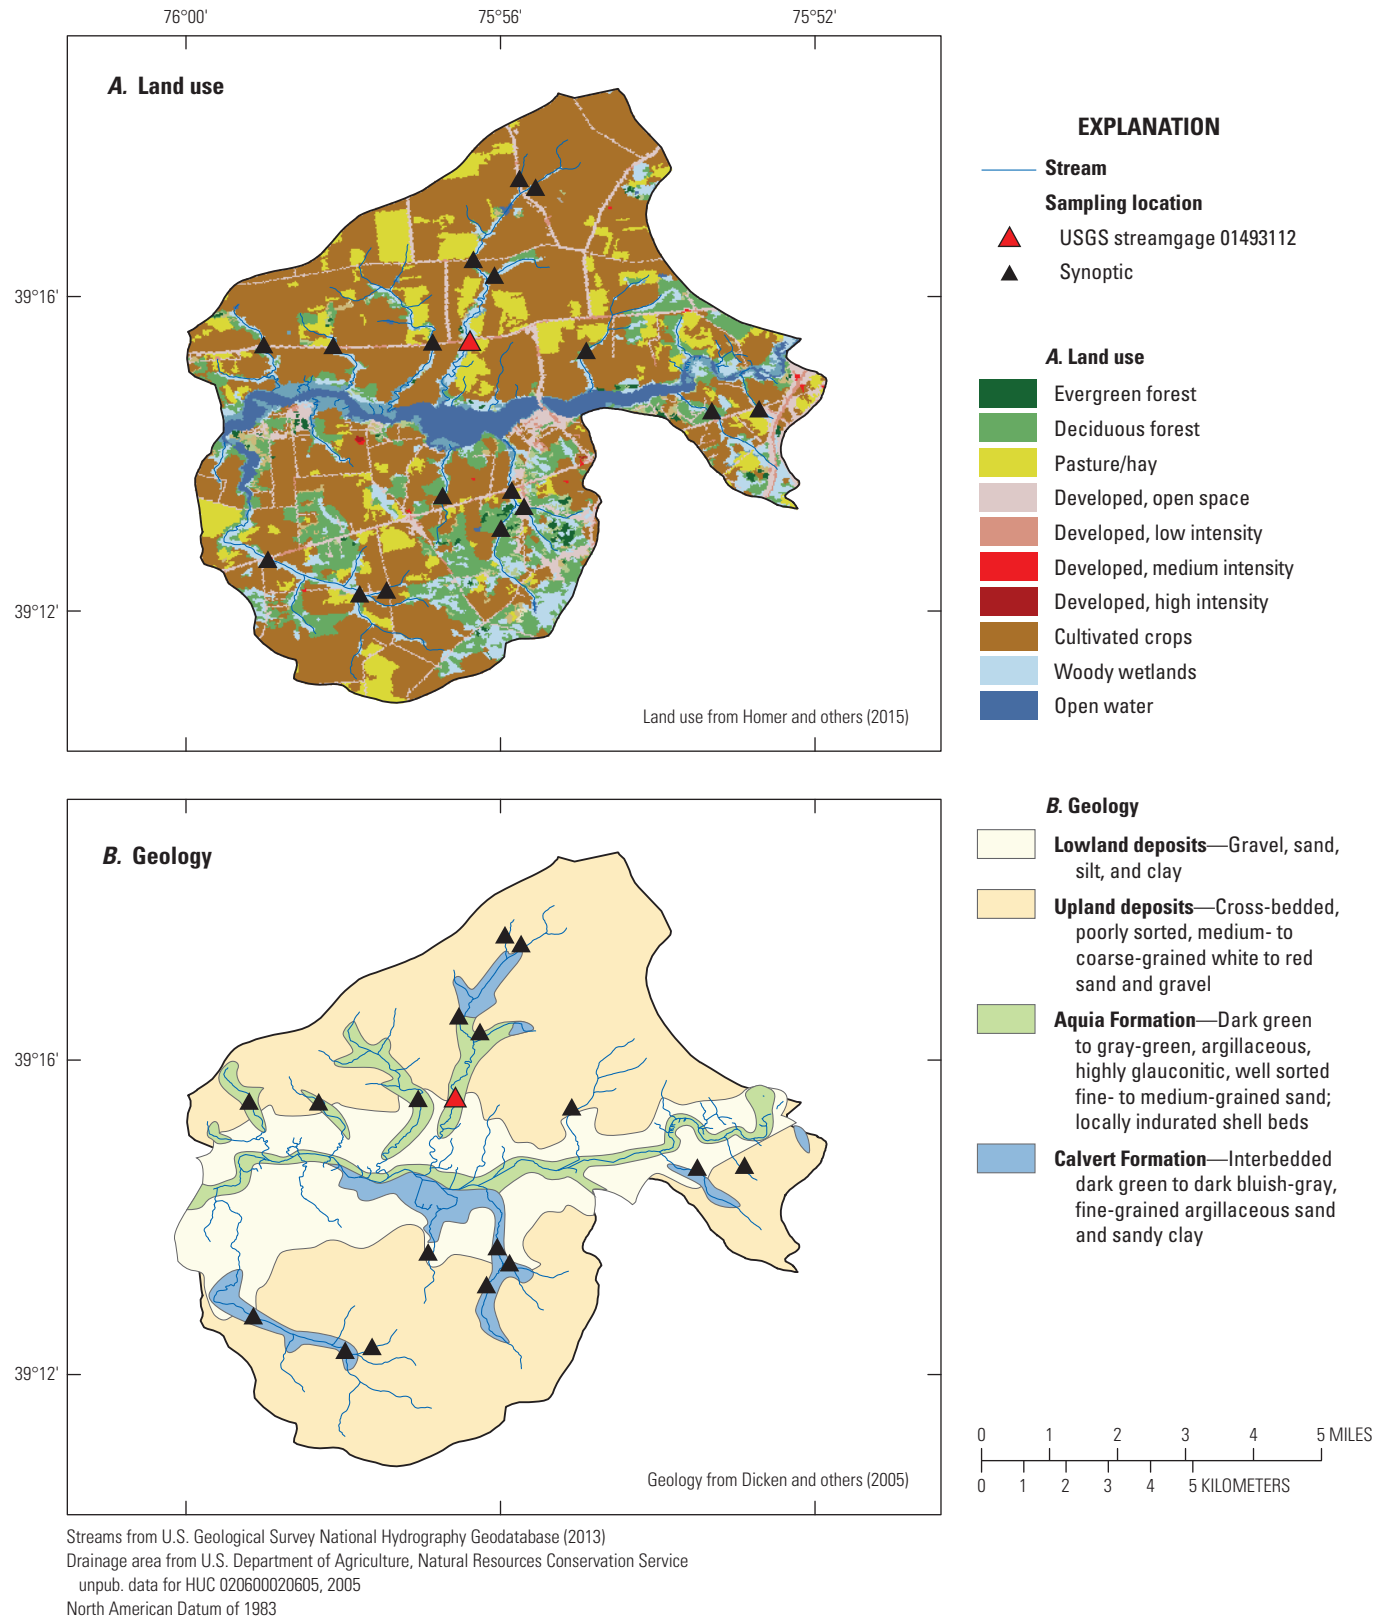 76°00' 75°56' 75°52'
A. Land use
39°16'
39°12'
Land use from Homer and others (2015)
EXPLANATION
Stream
Sampling location
USGS streamgage 01493112
Synoptic
A. Land use
Evergreen forest
Deciduous forest
Pasture/hay
Developed, open space
Developed, low intensity
Developed, medium intensity
Developed, high intensity
Cultivated crops
Woody wetlands
Open water
B. Geology
39°16'
39°12'
Geology from Dicken and others (2005)
B. Geology
Lowland deposits—Gravel, sand,
silt, and clay
Upland deposits—Cross-bedded,
poorly sorted, medium- to
coarse-grained white to red
sand and gravel
Aquia Formation—Dark green
to gray-green, argillaceous,
highly glauconitic, well sorted
fine- to medium-grained sand;
locally indurated shell beds
Calvert Formation—Interbedded
dark green to dark bluish-gray,
fine-grained argillaceous sand
and sandy clay
0 1 2 3 4 5 MILES
0 1 2 3 4 5 KILOMETERS
Streams from U.S. Geological Survey National Hydrography Geodatabase (2013)
Drainage area from U.S. Department of Agriculture, Natural Resources Conservation Service
unpub. data for HUC 020600020605, 2005
North American Datum of 1983